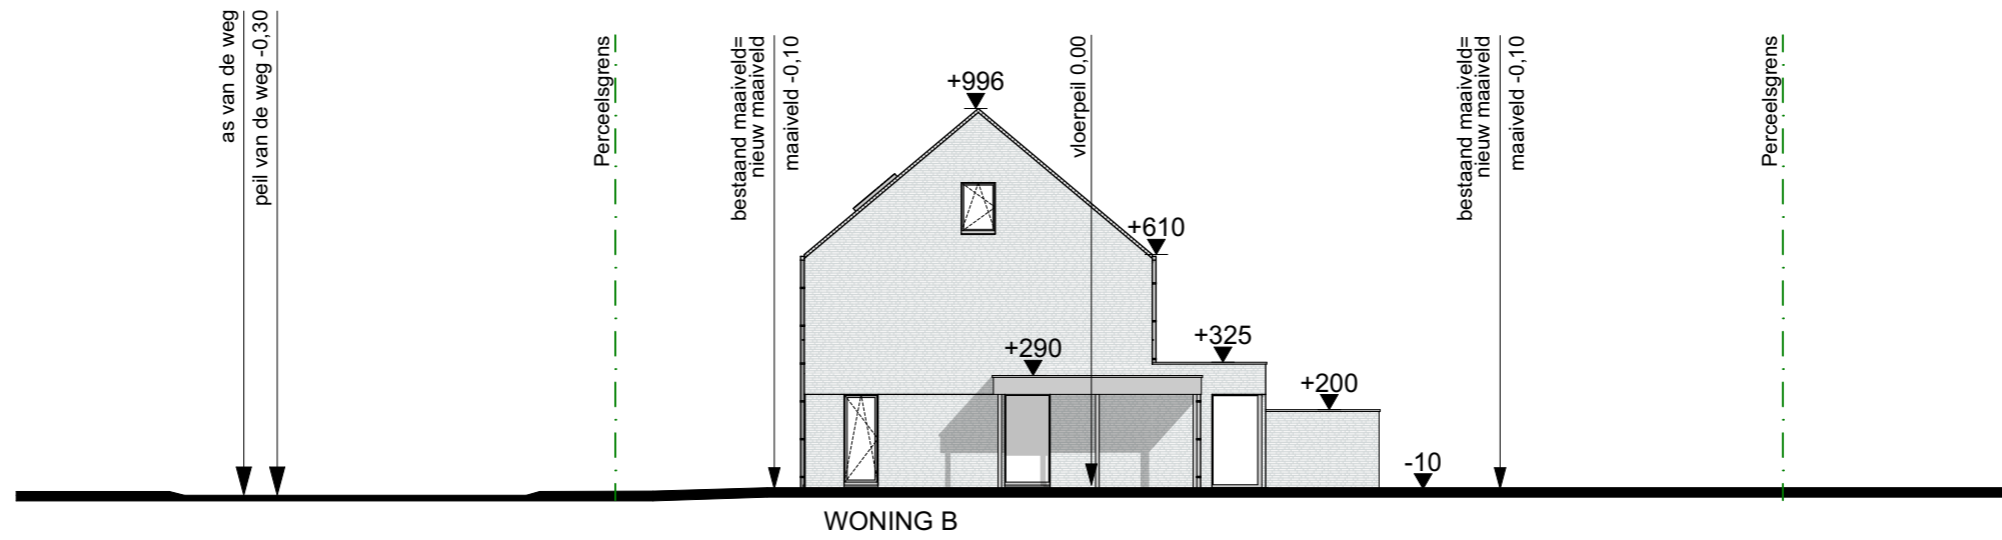 as van de weg
peil van de weg -0,30
Perceelsgrens
bestaand maaiveld=
nieuw maaiveld
maaiveld -0,10
+996
vloerpeil 0,00
+610
+290
+325
+200
-10
bestaand maaiveld=
nieuw maaiveld
maaiveld -0,10
Perceelsgrens
WONING B